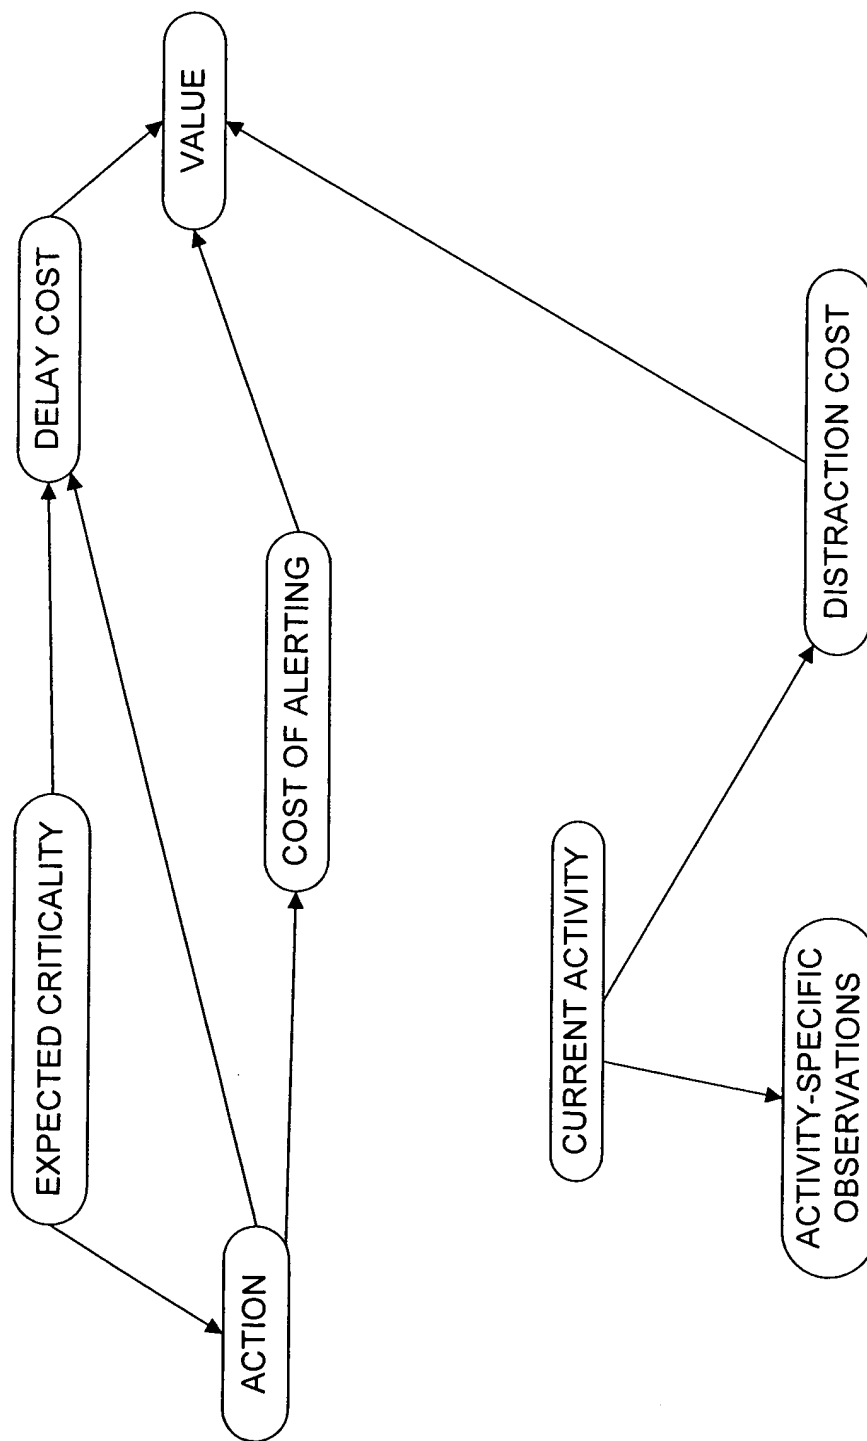 EXPECTED CRITICALITY
DELAY COST
VALUE
ACTION
COST OF ALERTING
CURRENT ACTIVITY
ACTIVITY-SPECIFIC
OBSERVATIONS
DISTRACTION COST